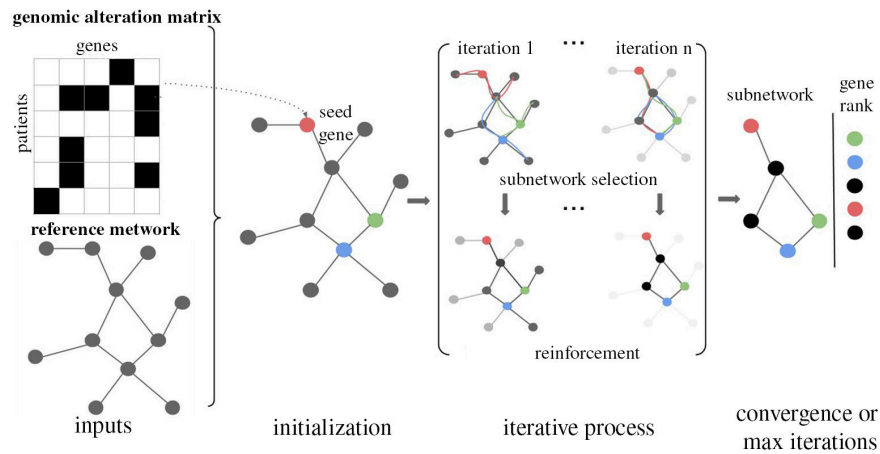 genomic alteration matrix
genes
patients
reference metwork
inputs
seed
gene
initialization
iteration 1
...
iteration n
subnetwork selection
...
reinforcement
iterative process
subnetwork
gene
rank
convergence or
max iterations